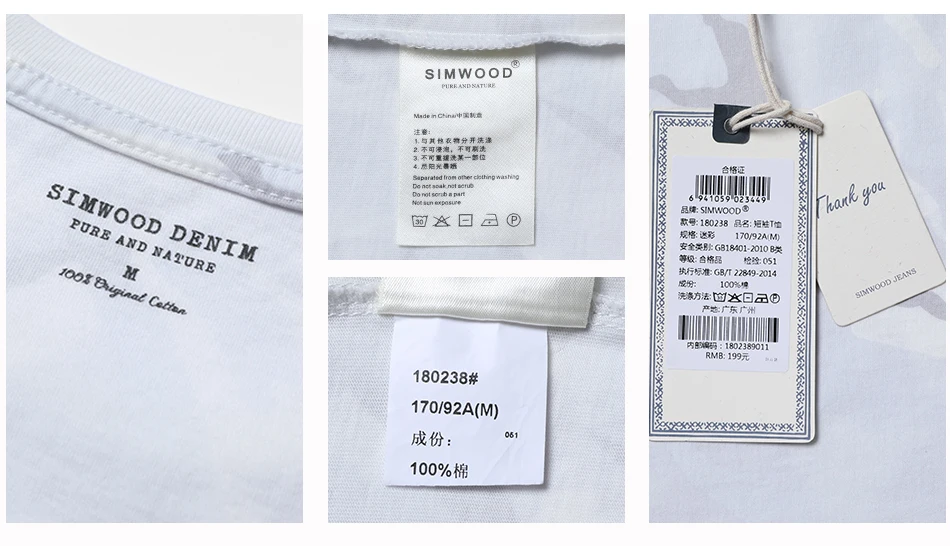 SIMWOOD DENIM
PURE AND NATURE
M
100% Original Cotton
SIMWOOD®
PURE AND NATURE
Made in China/中国制造
注意:
1. 与其他衣物分开洗涤
2. 不可浸泡，不可刷洗
3. 不可重搓洗某一部位
4. 忽阳光暴晒
Separated from other clothing washing
Do not soak,not scrub
Do not scrub a part
Not sun exposure
30 P
180238#
170/92A(M)
成份：
051
100%棉
合格证
6 941059 023449
品牌: SIMWOOD®
款号: 180238 品名: 短袖T恤
规格: 迷彩 170/92A(M)
安全类别: GB18401-2010 B类
等级: 合格品 检验: 051
执行标准: GB/T 22849-2014
成份: 100%棉
洗涤方法: P
产地: 广东 广州
内部编码：1802389011
RMB: 199元
Thank you
SIMWOOD JEANS